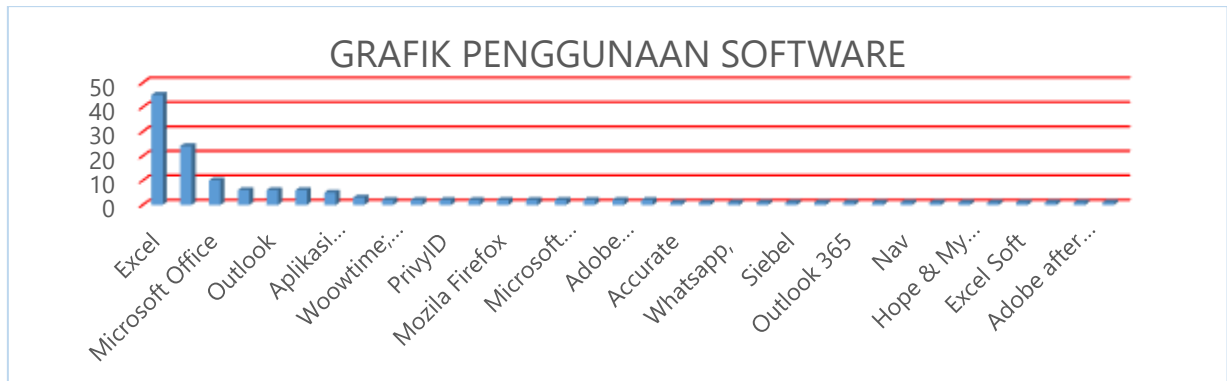 GRAFIK PENGGUNAAN SOFTWARE
50
40
30
20
10
0
Excel
Microsoft Office
Outlook
Aplikasi...
Woowtime;...
PrivyID
Mozila Firefox
Microsoft...
Adobe...
Accurate
Whatsapp,
Siebel
Outlook 365
Nav
Hope & My...
Excel Soft
Adobe after...